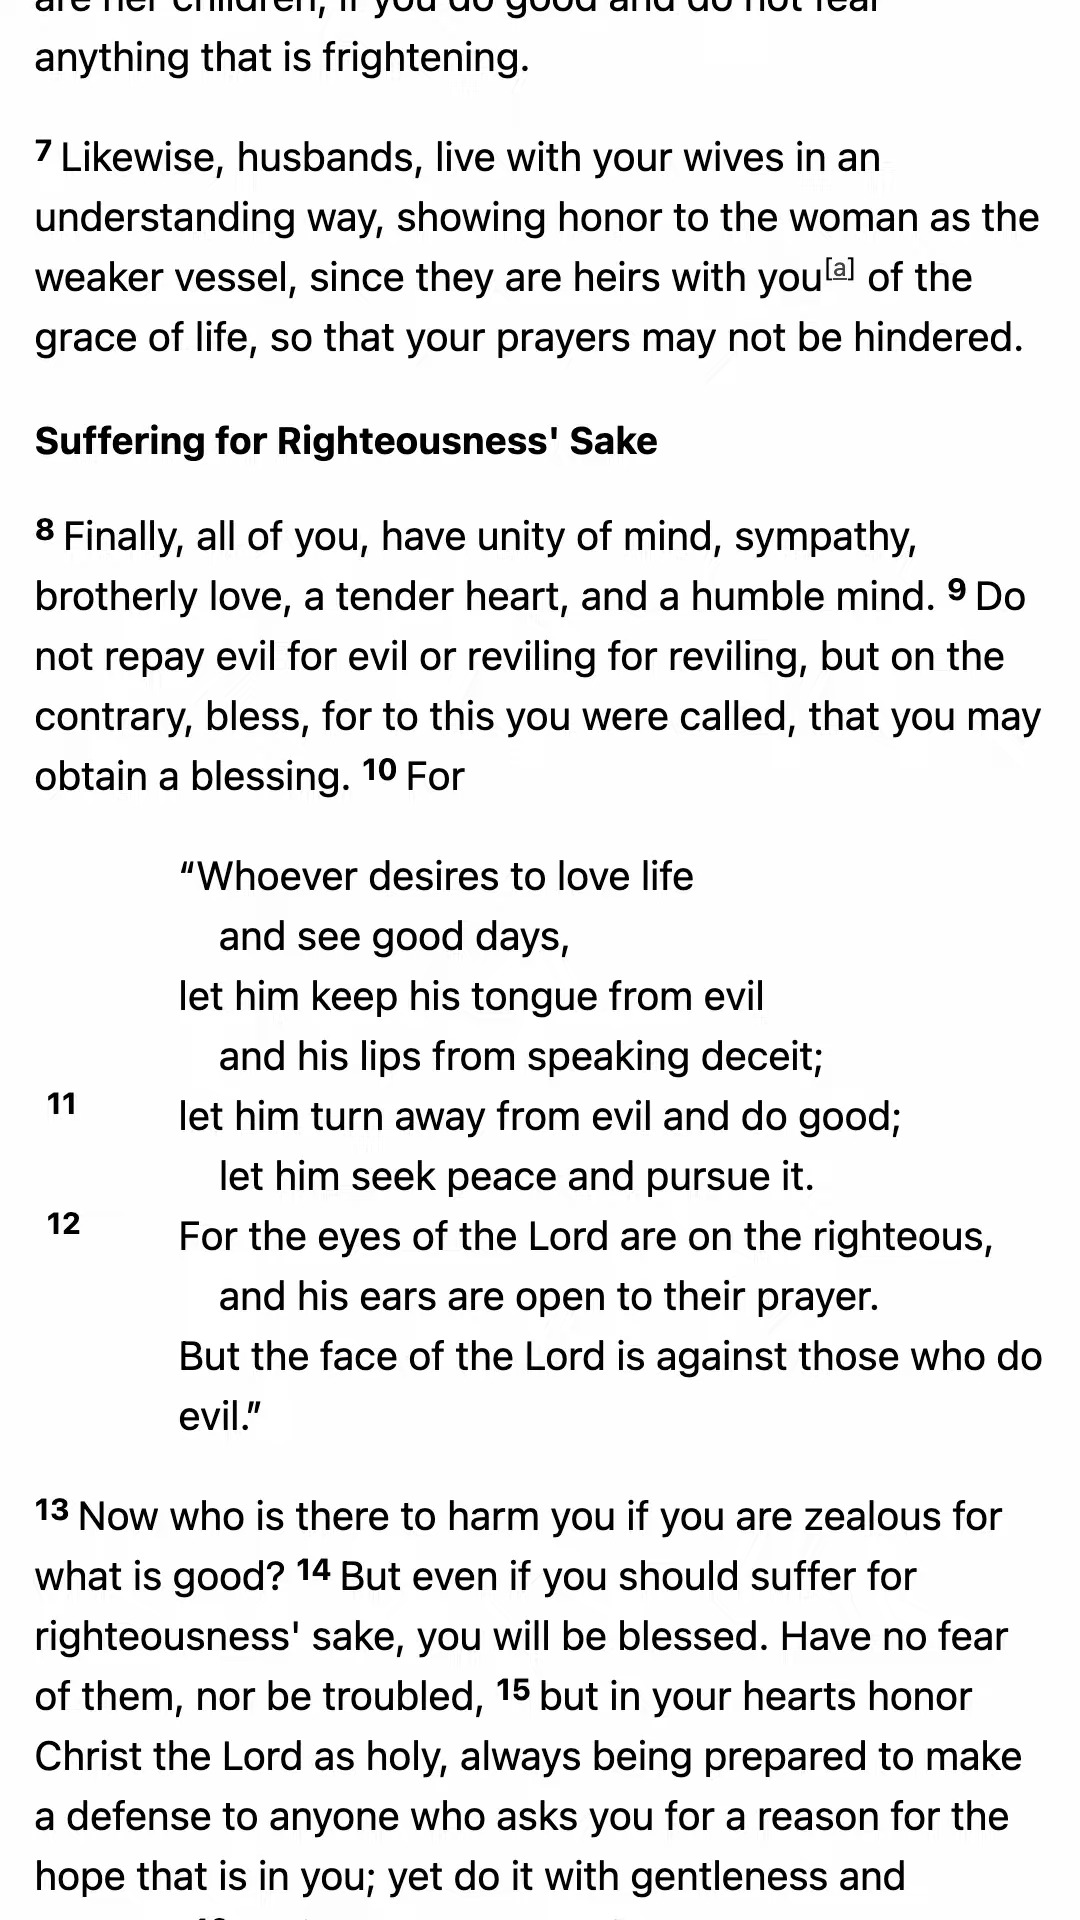 are her children, if you do good and do not fear
anything that is frightening.
7 Likewise, husbands, live with your wives in an
understanding way, showing honor to the woman as the
weaker vessel, since they are heirs with you[a] of the
grace of life, so that your prayers may not be hindered.
Suffering for Righteousness' Sake
8 Finally, all of you, have unity of mind, sympathy,
brotherly love, a tender heart, and a humble mind. 9 Do
not repay evil for evil or reviling for reviling, but on the
contrary, bless, for to this you were called, that you may
obtain a blessing. 10 For
“Whoever desires to love life
and see good days,
let him keep his tongue from evil
and his lips from speaking deceit;
11 let him turn away from evil and do good;
let him seek peace and pursue it.
12 For the eyes of the Lord are on the righteous,
and his ears are open to their prayer.
But the face of the Lord is against those who do
evil.”
13 Now who is there to harm you if you are zealous for
what is good? 14 But even if you should suffer for
righteousness' sake, you will be blessed. Have no fear
of them, nor be troubled, 15 but in your hearts honor
Christ the Lord as holy, always being prepared to make
a defense to anyone who asks you for a reason for the
hope that is in you; yet do it with gentleness and